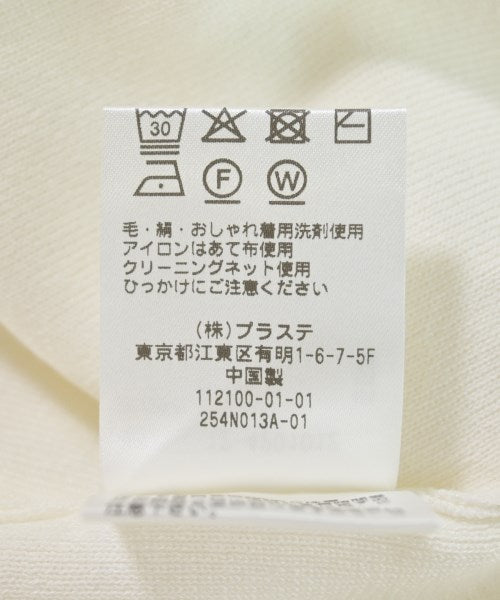 30
F W
毛・絹・おしゃれ着用洗剤使用
アイロンはあて布使用
クリーニングネット使用
ひっかけにご注意ください
(株)プラステ
東京都江東区有明1-6-7-5F
中国製
112100-01-01
254N013A-01